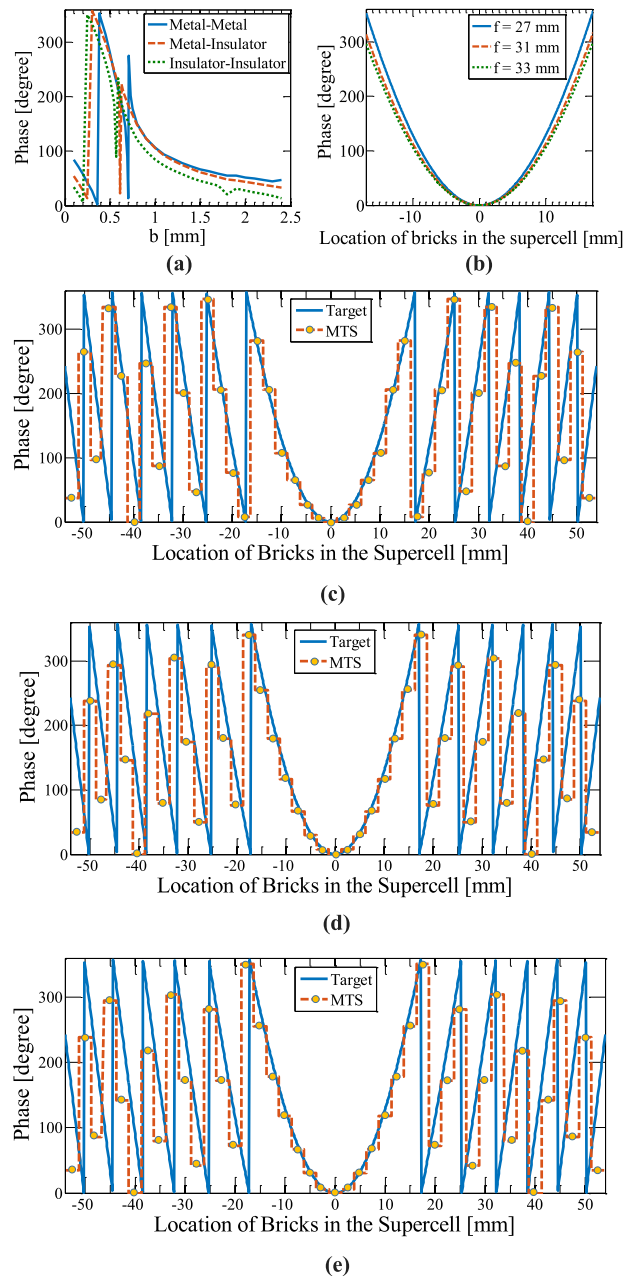 Metal-Metal
Metal-Insulator
Insulator-Insulator
Phase [degree]
300
200
100
0
0 0.5 1 1.5 2 2.5
b [mm]
(a)
f = 27 mm
f = 31 mm
f = 33 mm
Phase [degree]
300
200
100
0
-10 0 10
Location of bricks in the supercell [mm]
(b)
Target
MTS
Phase [degree]
300
200
100
0
-50 -40 -30 -20 -10 0 10 20 30 40 50
Location of Bricks in the Supercell [mm]
(c)
Target
MTS
Phase [degree]
300
200
100
0
-50 -40 -30 -20 -10 0 10 20 30 40 50
Location of Bricks in the Supercell [mm]
(d)
Target
MTS
Phase [degree]
300
200
100
0
-50 -40 -30 -20 -10 0 10 20 30 40 50
Location of Bricks in the Supercell [mm]
(e)